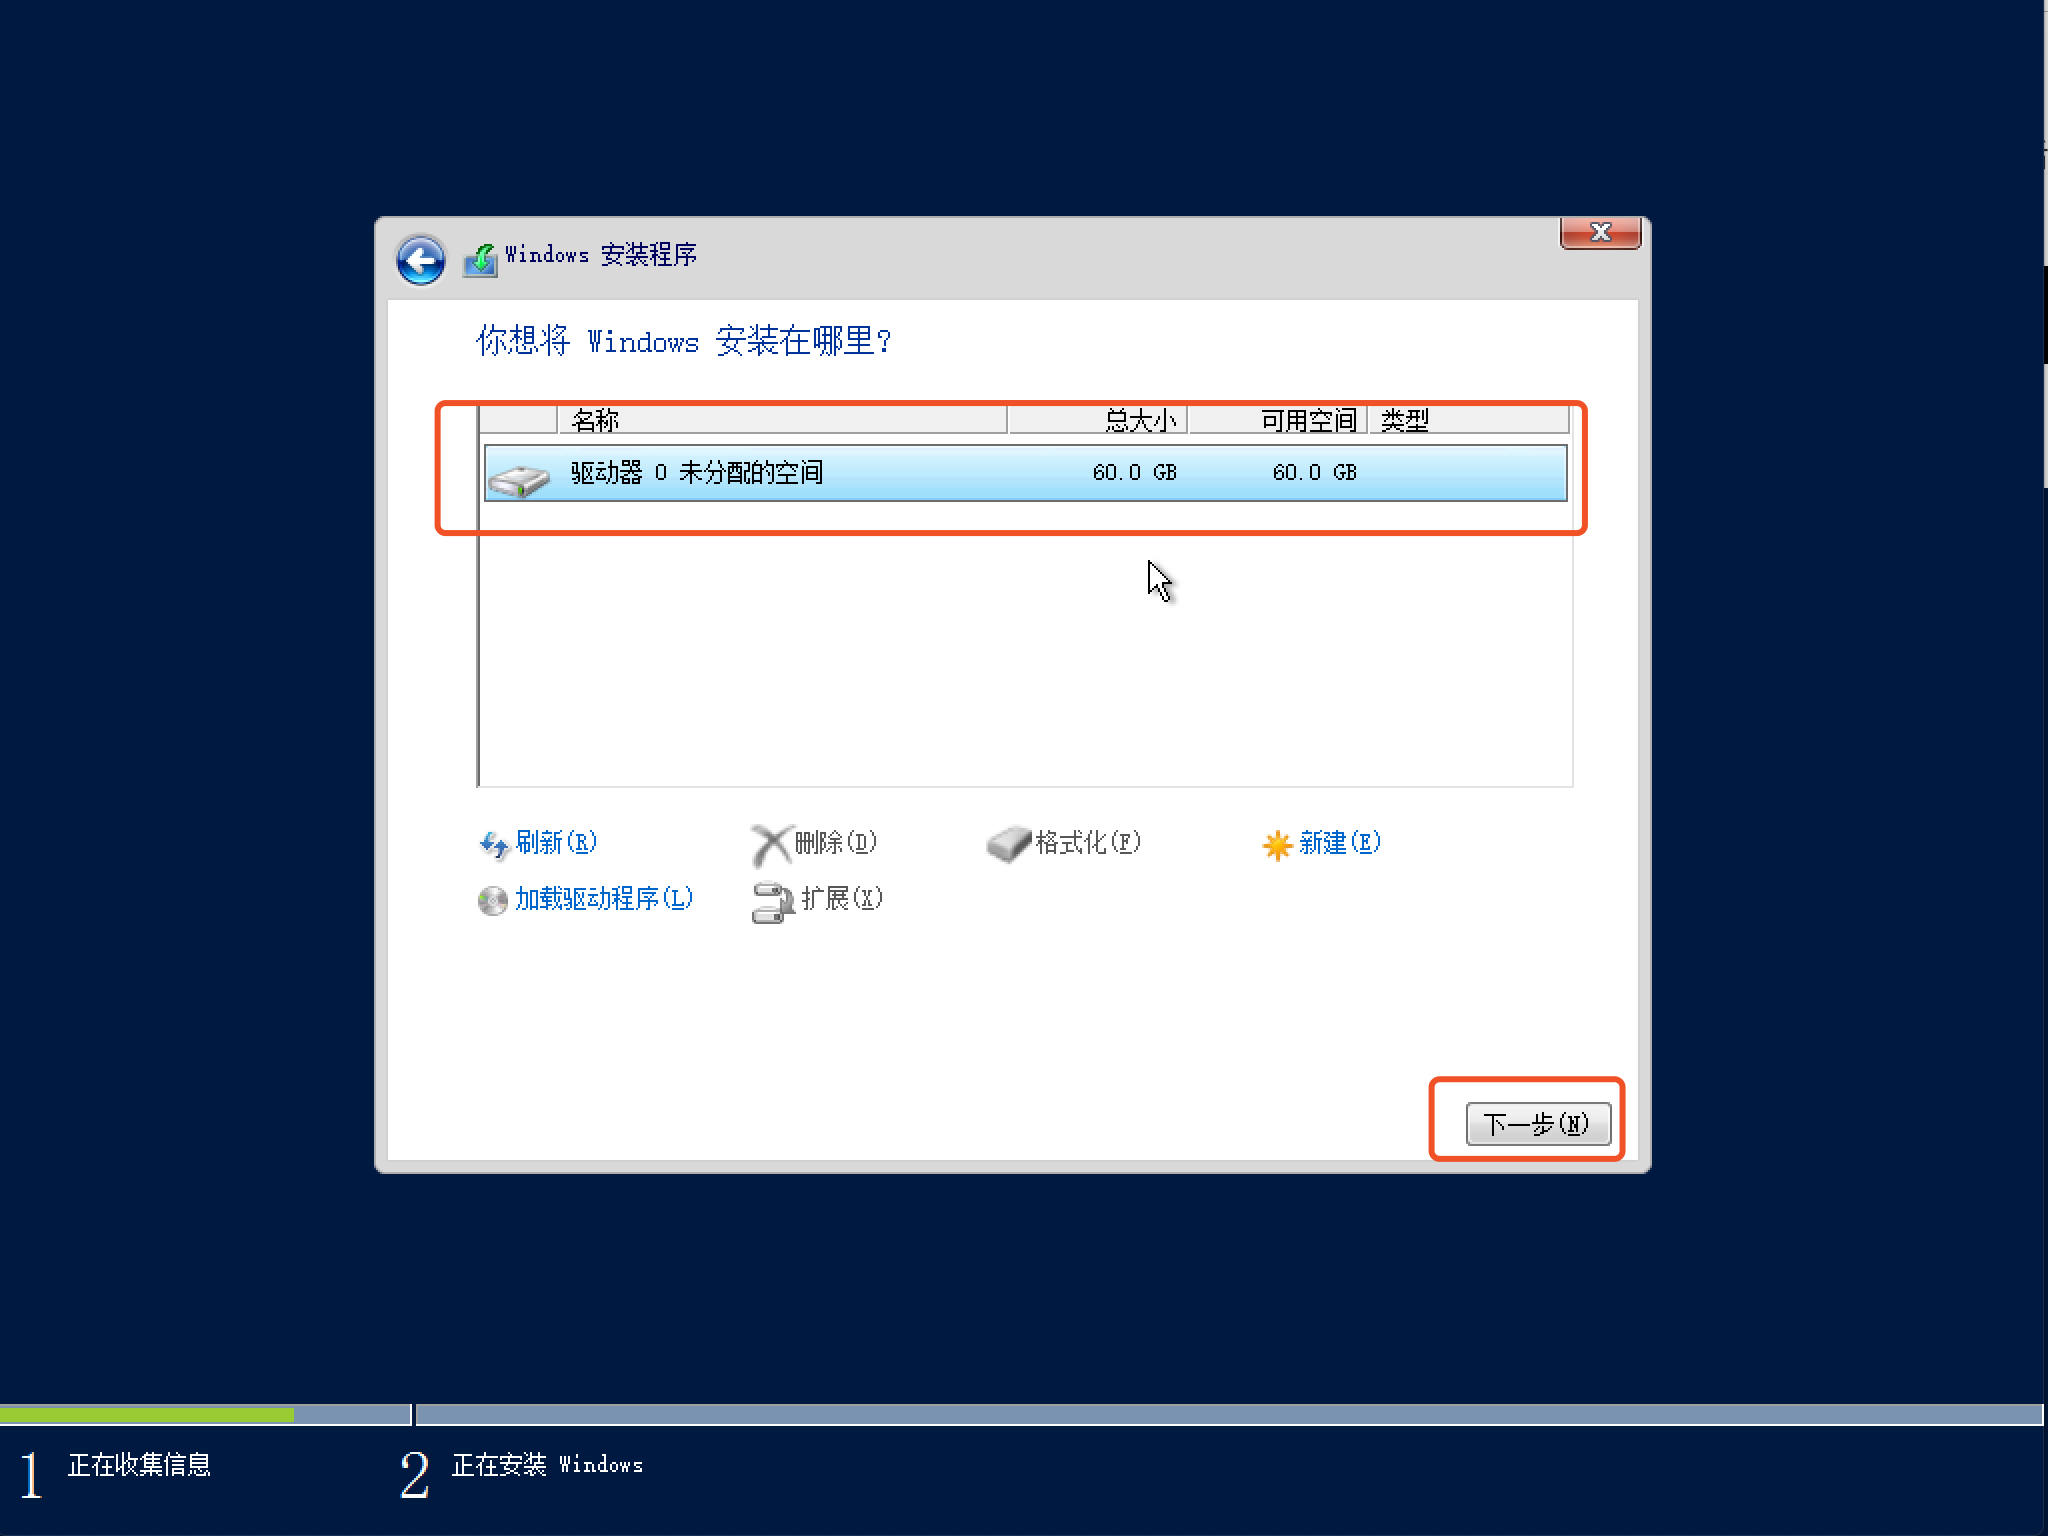 Windows 安装程序
你想将 Windows 安装在哪里?
名称 总大小 可用空间 类型
驱动器 0 未分配的空间 60.0 GB 60.0 GB
刷新(R) 删除(D) 格式化(F) 新建(E)
加载驱动程序(L) 扩展(X)
下一步(N)
1 正在收集信息 2 正在安装 Windows